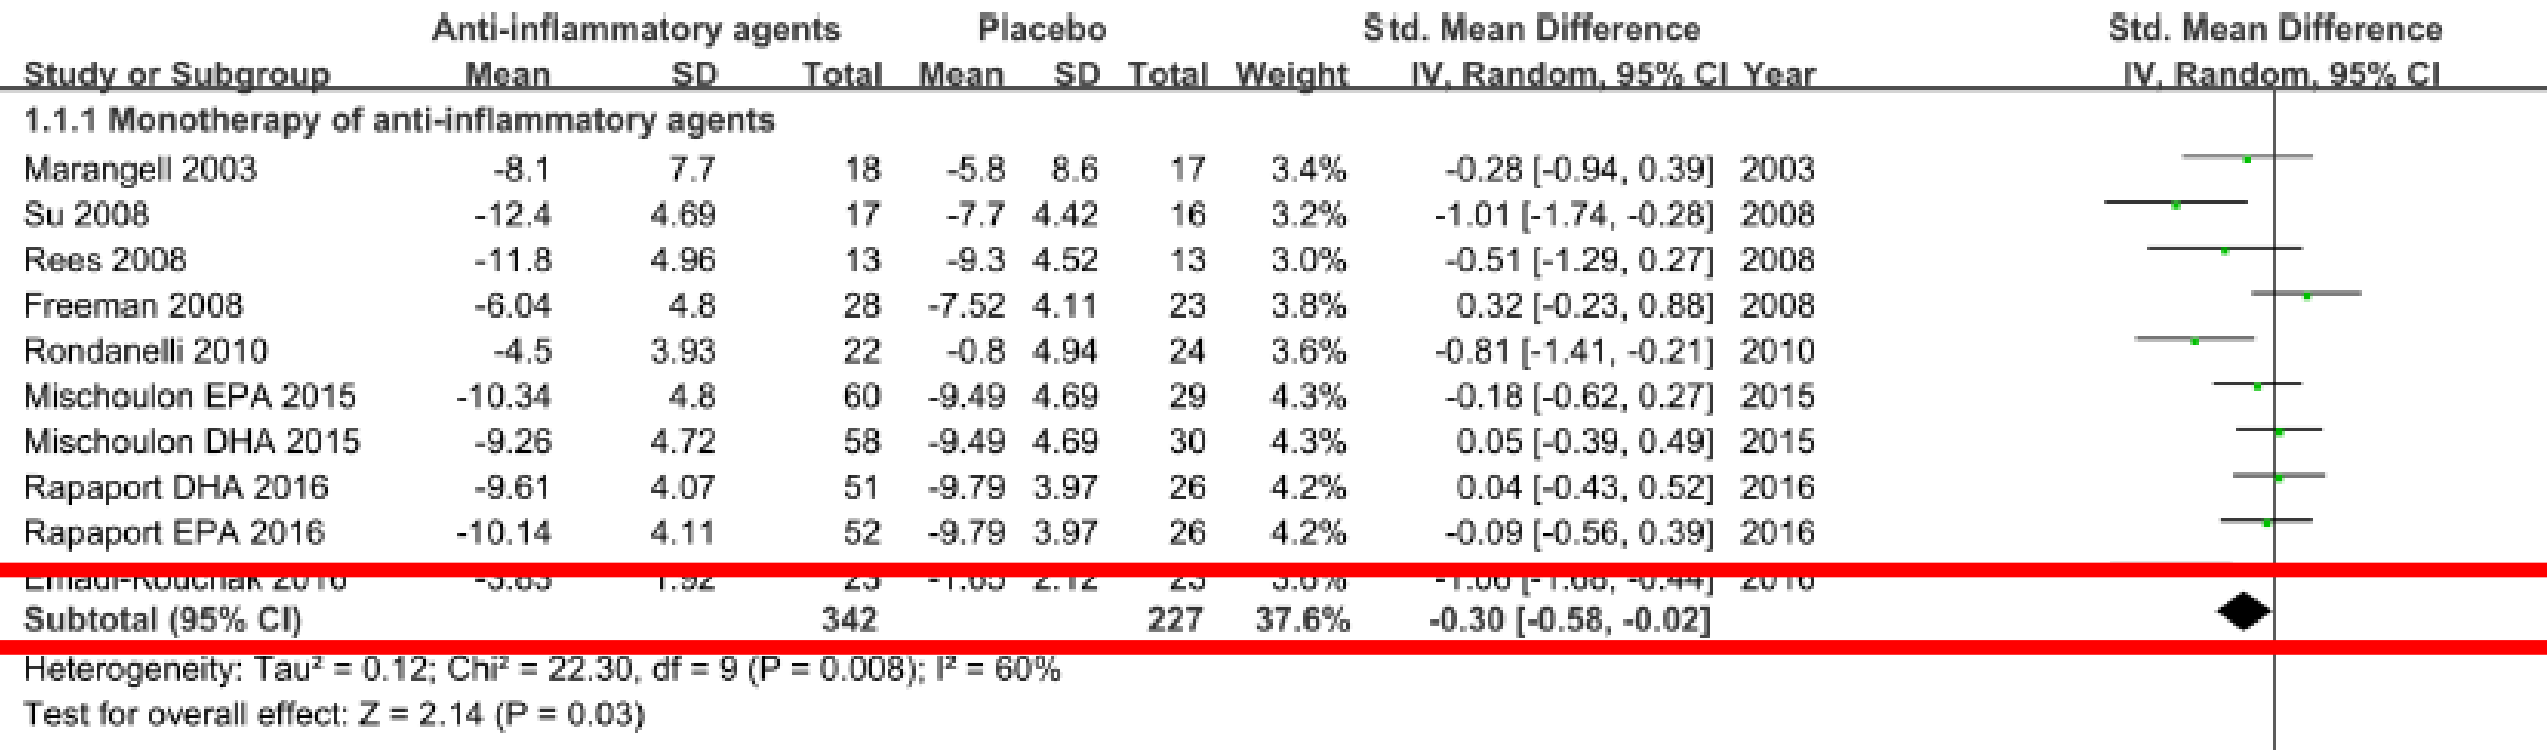 Anti-inflammatory agents Placebo Std. Mean Difference Std. Mean Difference
Study or Subgroup Mean SD Total Mean SD Total Weight IV, Random, 95% CI Year IV, Random, 95% CI
1.1.1 Monotherapy of anti-inflammatory agents
Marangell 2003 -8.1 7.7 18 -5.8 8.6 17 3.4% -0.28 [-0.94, 0.39] 2003
Su 2008 -12.4 4.69 17 -7.7 4.42 16 3.2% -1.01 [-1.74, -0.28] 2008
Rees 2008 -11.8 4.96 13 -9.3 4.52 13 3.0% -0.51 [-1.29, 0.27] 2008
Freeman 2008 -6.04 4.8 28 -7.52 4.11 23 3.8% 0.32 [-0.23, 0.88] 2008
Rondanelli 2010 -4.5 3.93 22 -0.8 4.94 24 3.6% -0.81 [-1.41, -0.21] 2010
Mischoulon EPA 2015 -10.34 4.8 60 -9.49 4.69 29 4.3% -0.18 [-0.62, 0.27] 2015
Mischoulon DHA 2015 -9.26 4.72 58 -9.49 4.69 30 4.3% 0.05 [-0.39, 0.49] 2015
Rapaport DHA 2016 -9.61 4.07 51 -9.79 3.97 26 4.2% 0.04 [-0.43, 0.52] 2016
Rapaport EPA 2016 -10.14 4.11 52 -9.79 3.97 26 4.2% -0.09 [-0.56, 0.39] 2016
Subtotal (95% CI) 342 227 37.6% -0.30 [-0.58, -0.02]
Heterogeneity: Tau² = 0.12; Chi² = 22.30, df = 9 (P = 0.008); I² = 60%
Test for overall effect: Z = 2.14 (P = 0.03)